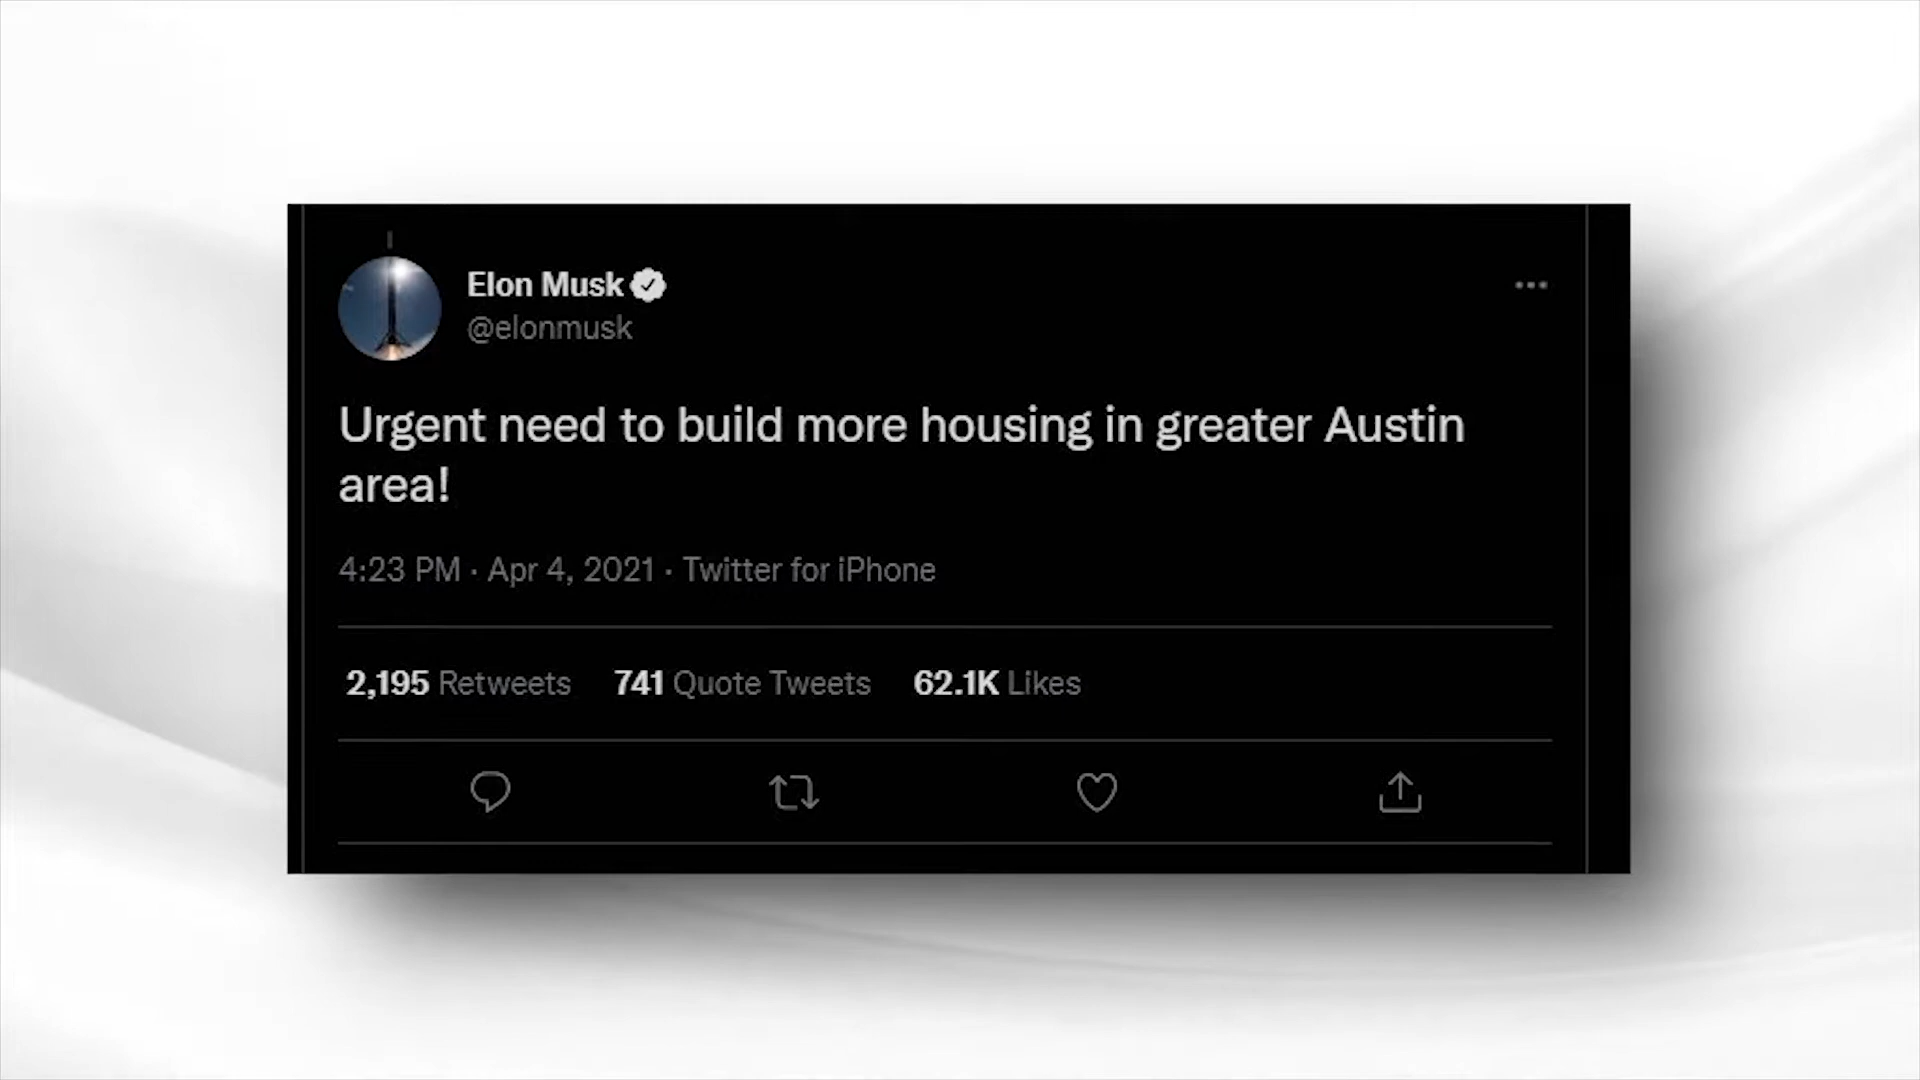 Elon Musk
@elonmusk
Urgent need to build more housing in greater Austin
area!
4:23 PM · Apr 4, 2021 · Twitter for iPhone
2,195 Retweets 741 Quote Tweets 62.1K Likes